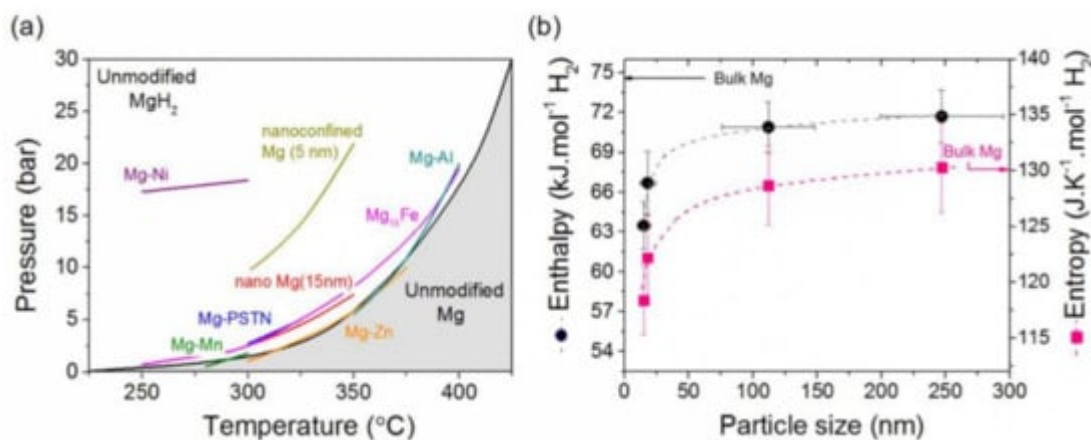 (a)
30
25
20
15
10
5
0
Pressure (bar)
Unmodified
MgH₂
Mg-Ni
nanoconfined
Mg (5 nm)
Mg-Al
Mg₁₅Fe
nano Mg(15nm)
Mg-PSTN
Mg-Mn
Mg-Zn
Unmodified
Mg
250 300 350 400
Temperature (°C)
(b)
75
72
69
66
63
60
57
54
Enthalpy (kJ.mol⁻¹ H₂)
Bulk Mg
Bulk Mg
140
135
130
125
120
115
Entropy (J.K⁻¹.mol⁻¹ H₂)
0 50 100 150 200 250 300
Particle size (nm)